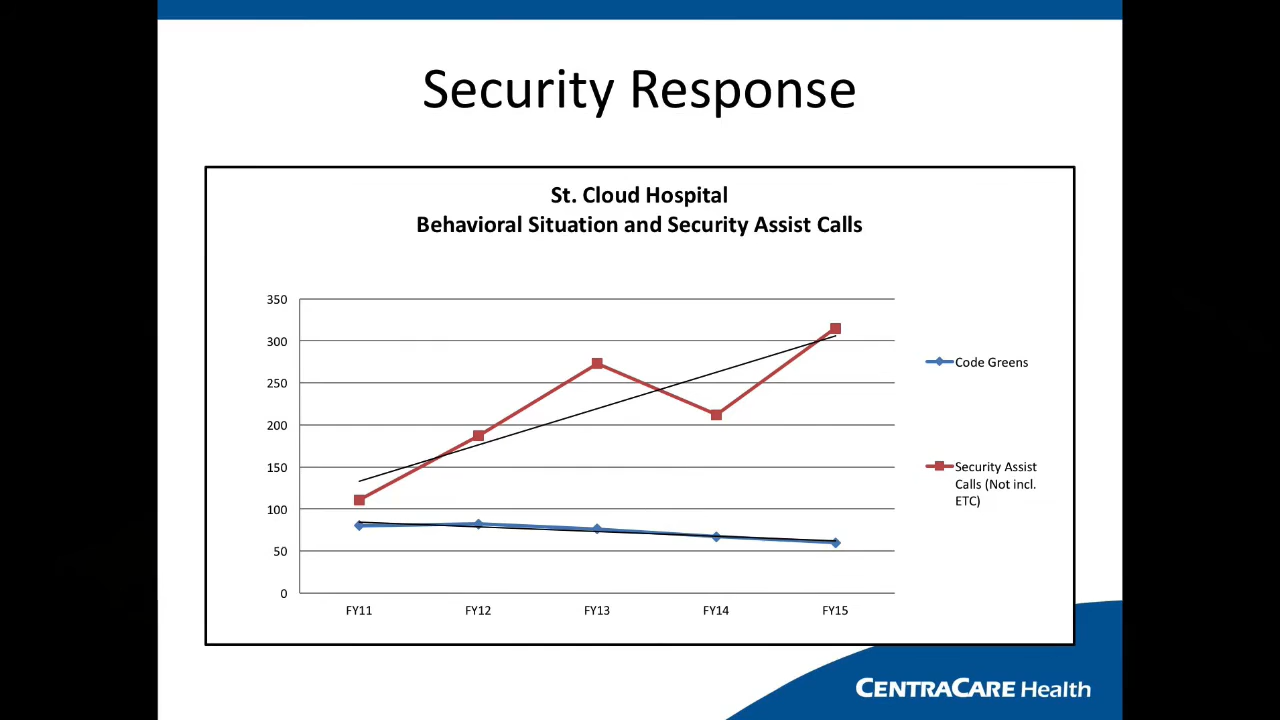 Security Response
St. Cloud Hospital
Behavioral Situation and Security Assist Calls
350
300
250
200
150
100
50
0
FY11 FY12 FY13 FY14 FY15
Code Greens
Security Assist
Calls (Not incl.
ETC)
CENTRACARE Health